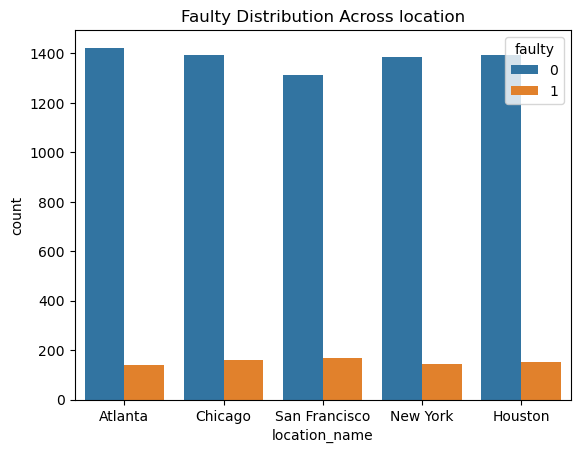 Faulty Distribution Across location
faulty
0
1
1400
1200
1000
800
600
400
200
0
count
Atlanta Chicago San Francisco New York Houston
location_name